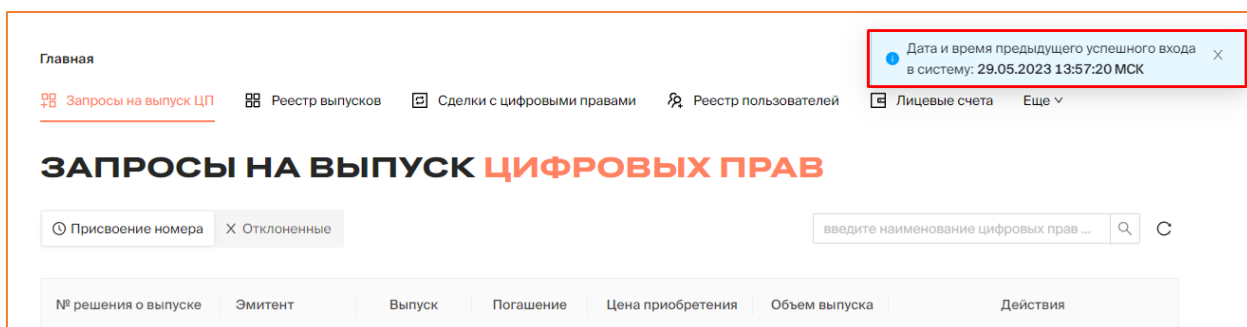 Главная
Дата и время предыдущего успешного входа
в систему: 29.05.2023 13:57:20 МСК
Запросы на выпуск ЦП Реестр выпусков Сделки с цифровыми правами Реестр пользователей Лицевые счета Еще
ЗАПРОСЫ НА ВЫПУСК ЦИФРОВЫХ ПРАВ
Присвоение номера Отклоненные введите наименование цифровых прав ...
№ решения о выпуске Эмитент Выпуск Погашение Цена приобретения Объем выпуска Действия